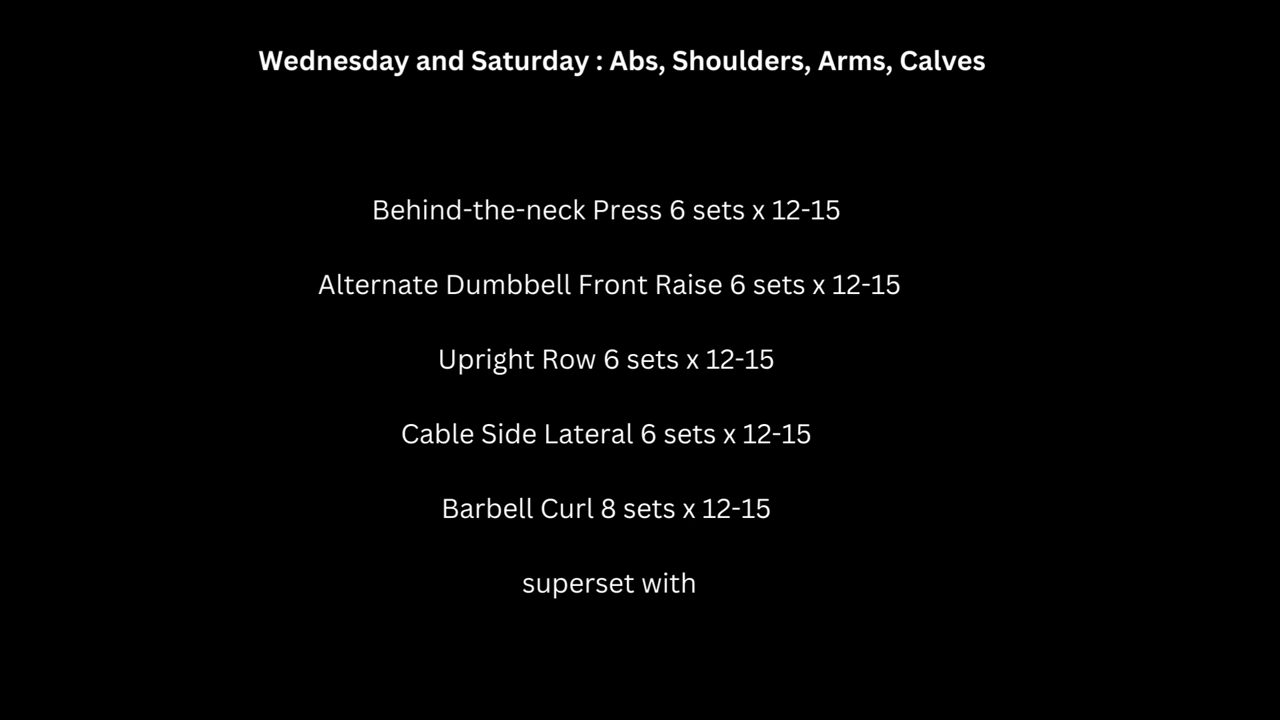 Wednesday and Saturday : Abs, Shoulders, Arms, Calves
Behind-the-neck Press 6 sets x 12-15
Alternate Dumbbell Front Raise 6 sets x 12-15
Upright Row 6 sets x 12-15
Cable Side Lateral 6 sets x 12-15
Barbell Curl 8 sets x 12-15
superset with